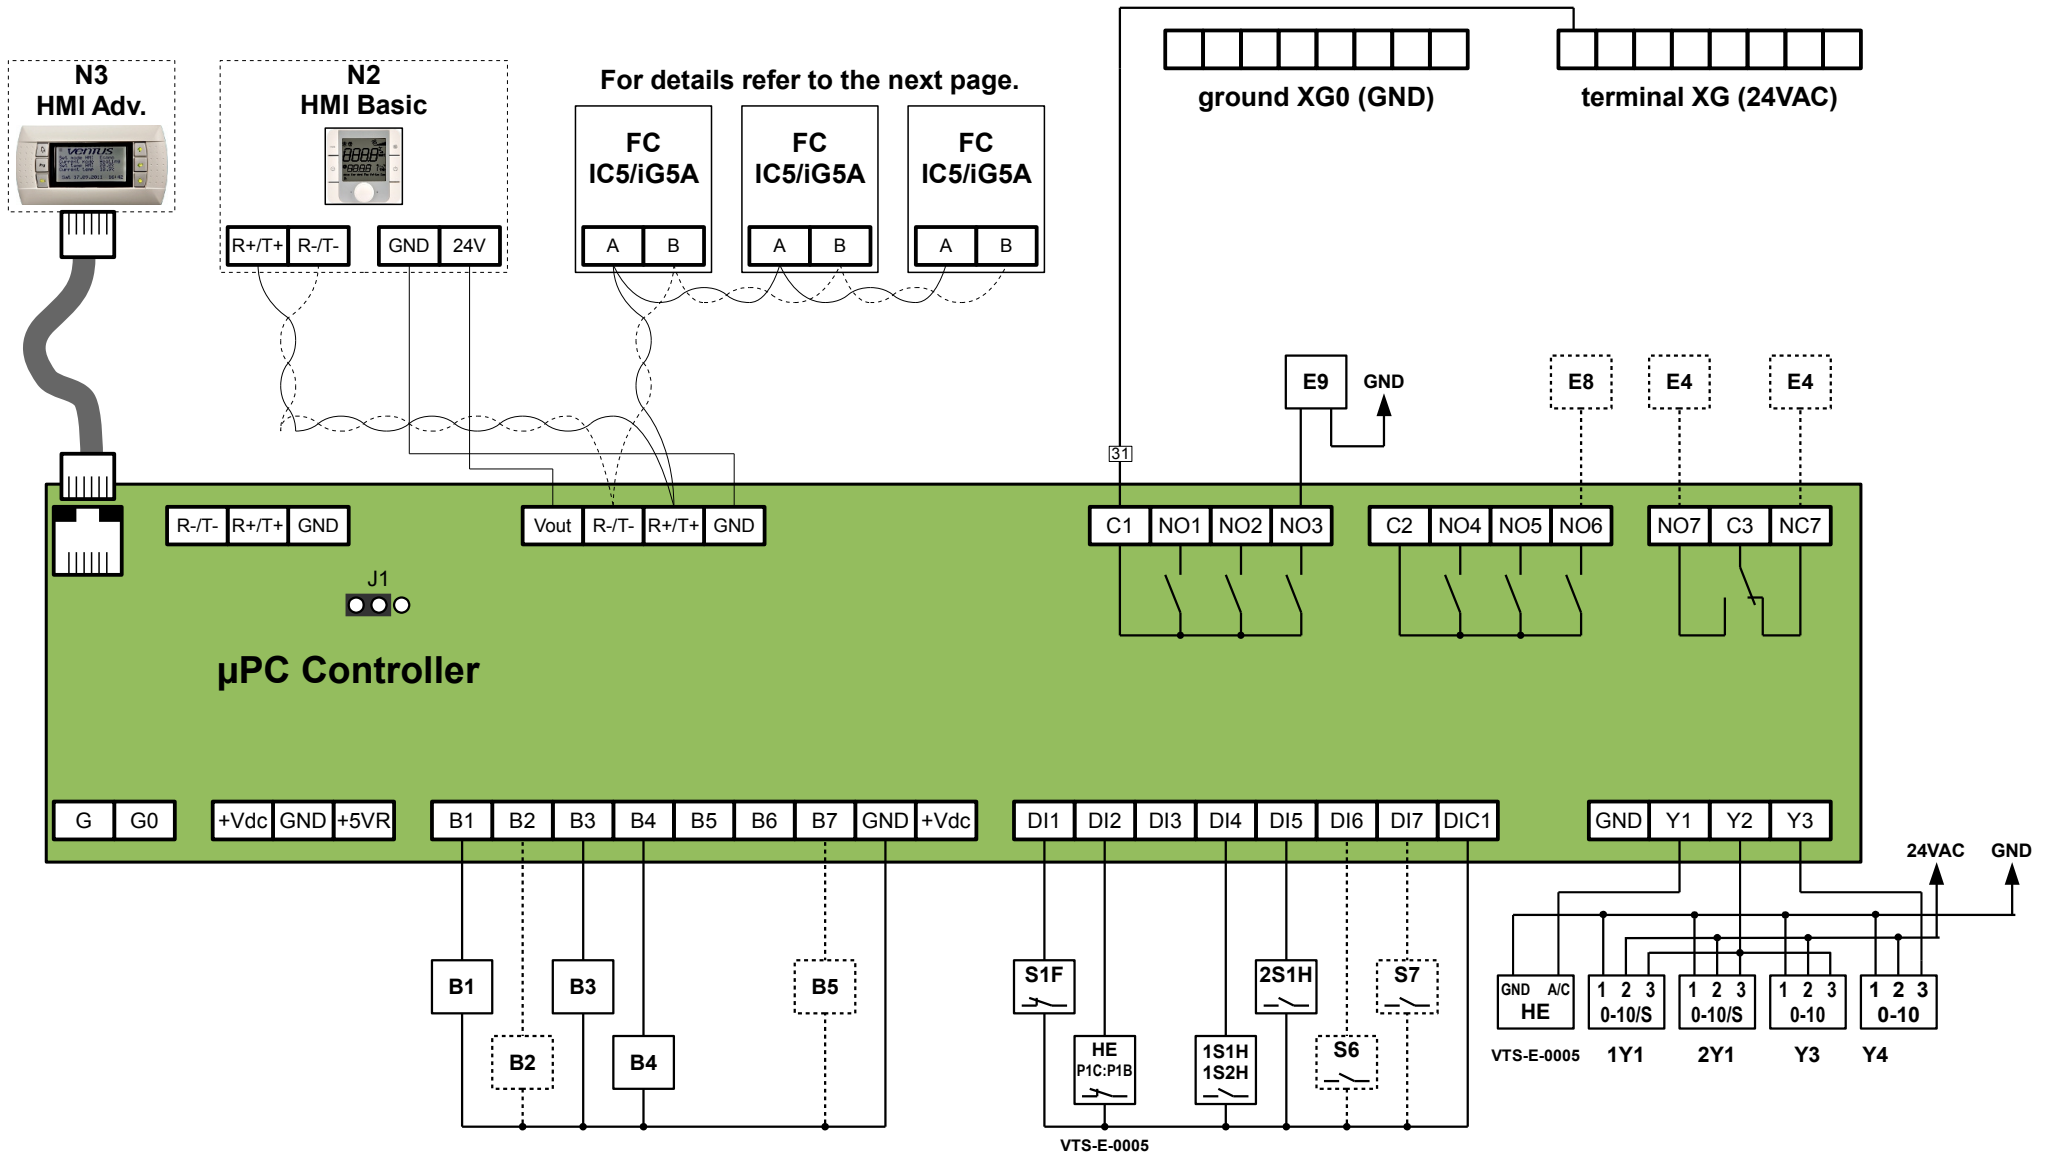 N3
HMI Adv.
VENTUS
N2
HMI Basic
For details refer to the next page.
FC
IC5/iG5A
FC
IC5/iG5A
FC
IC5/iG5A
ground XG0 (GND)
terminal XG (24VAC)
R+/T+ R-/T- GND 24V
A B A B A B
E9 GND E8 E4 E4
31
R-/T- R+/T+ GND
Vout R-/T- R+/T+ GND
C1 NO1 NO2 NO3
C2 NO4 NO5 NO6
NO7 C3 NC7
J1
µPC Controller
G G0
+Vdc GND +5VR
B1 B2 B3 B4 B5 B6 B7 GND +Vdc
DI1 DI2 DI3 DI4 DI5 DI6 DI7 DIC1
GND Y1 Y2 Y3
24VAC GND
B1 B3 B5
B2 B4
S1F 2S1H S7
HE
P1C:P1B
1S1H
1S2H
S6
VTS-E-0005
GND A/C
HE
1 2 3
0-10/S
1 2 3
0-10/S
1 2 3
0-10
1 2 3
0-10
VTS-E-0005 1Y1 2Y1 Y3 Y4